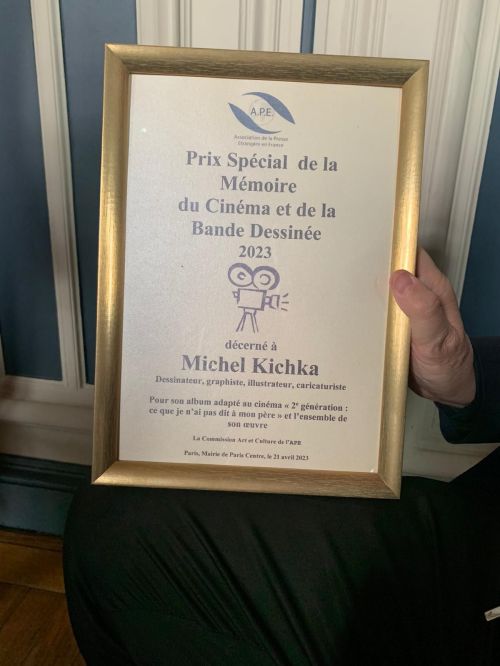 A.P.E.
Association de la Presse
Etrangère en France
Prix Spécial de la
Mémoire
du Cinéma et de la
Bande Dessinée
2023
décerné à
Michel Kichka
Dessinateur, graphiste, illustrateur, caricaturiste
Pour son album adapté au cinéma « 2e génération :
ce que je n’ai pas dit à mon père » et l’ensemble de
son œuvre
La Commission Art et Culture de l’APE
Paris, Mairie de Paris Centre, le 21 avril 2023